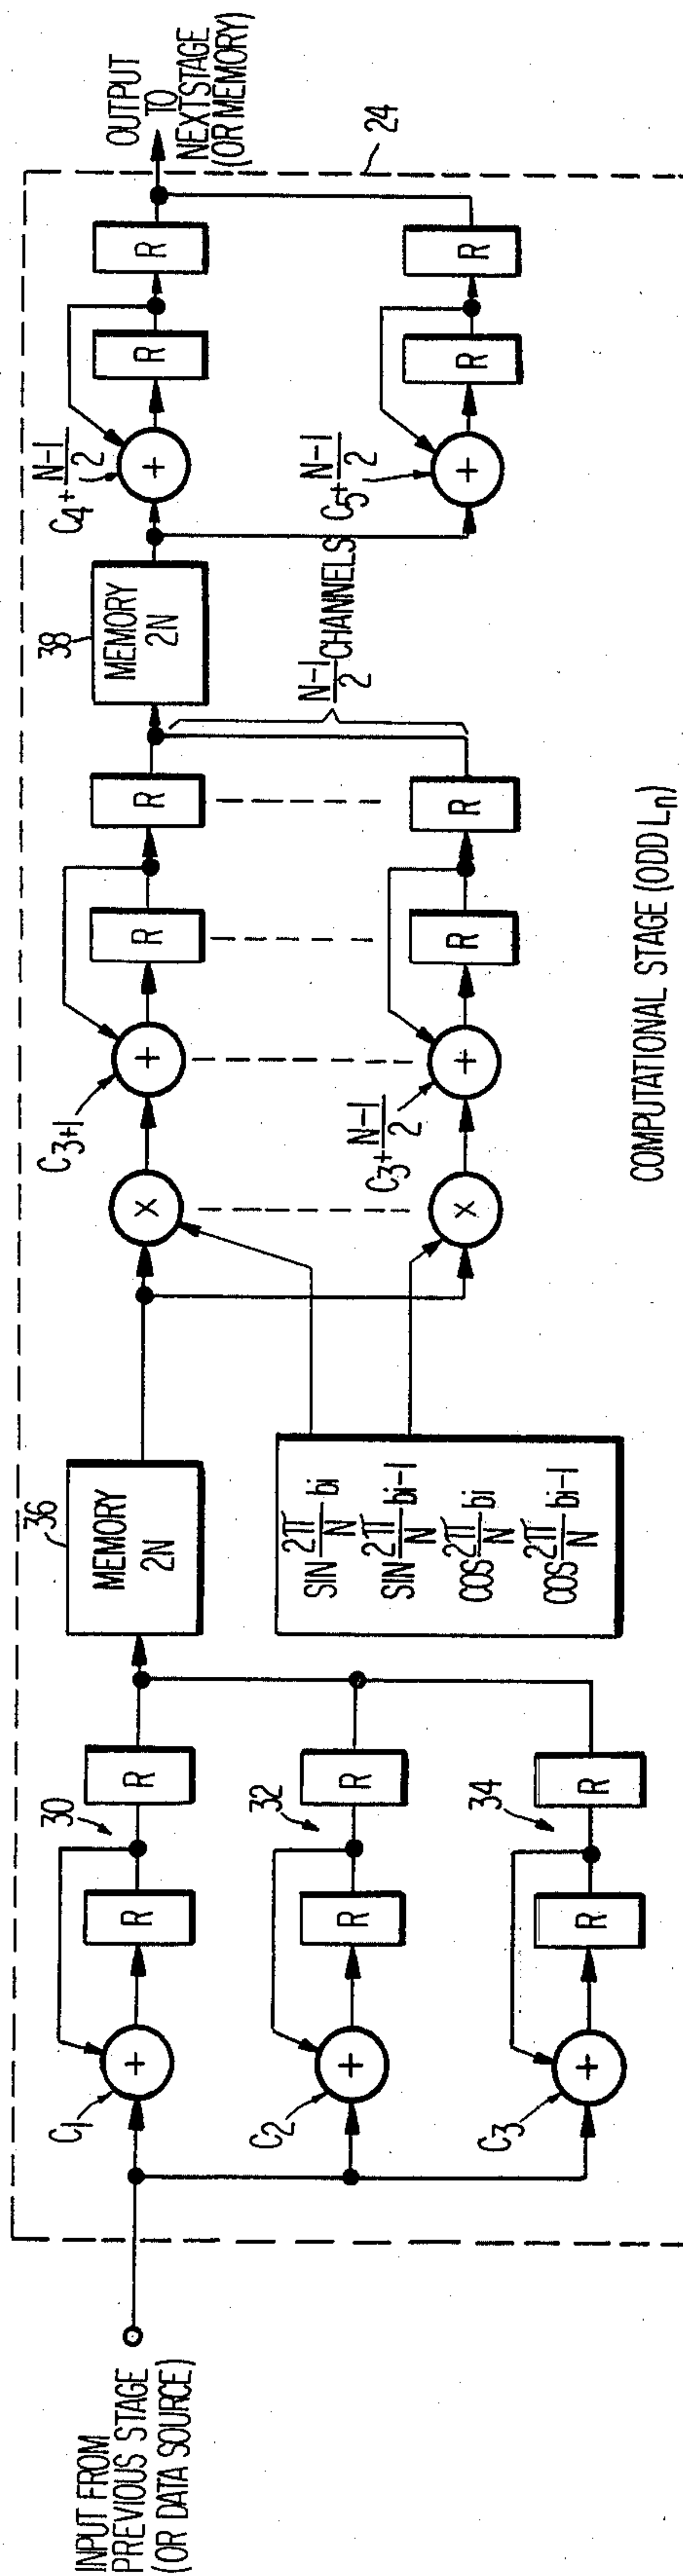 INPUT FROM
PREVIOUS STAGE
(OR DATA SOURCE)
C1
+
R
30
R
C2
+
R
32
R
C3
+
R
34
R
36
MEMORY
2N
SIN 2π/N bi
SIN 2π/N bi-1
COS 2π/N bi
COS 2π/N bi-1
X
C3+1
+
R
R
X
C3+ N-1/2
+
R
R
N-1/2 CHANNELS
38
MEMORY
2N
C4+ N-1/2
+
R
R
C5+ N-1/2
+
R
R
OUTPUT
TO
NEXT STAGE
(OR MEMORY)
24
COMPUTATIONAL STAGE (ODD Ln)